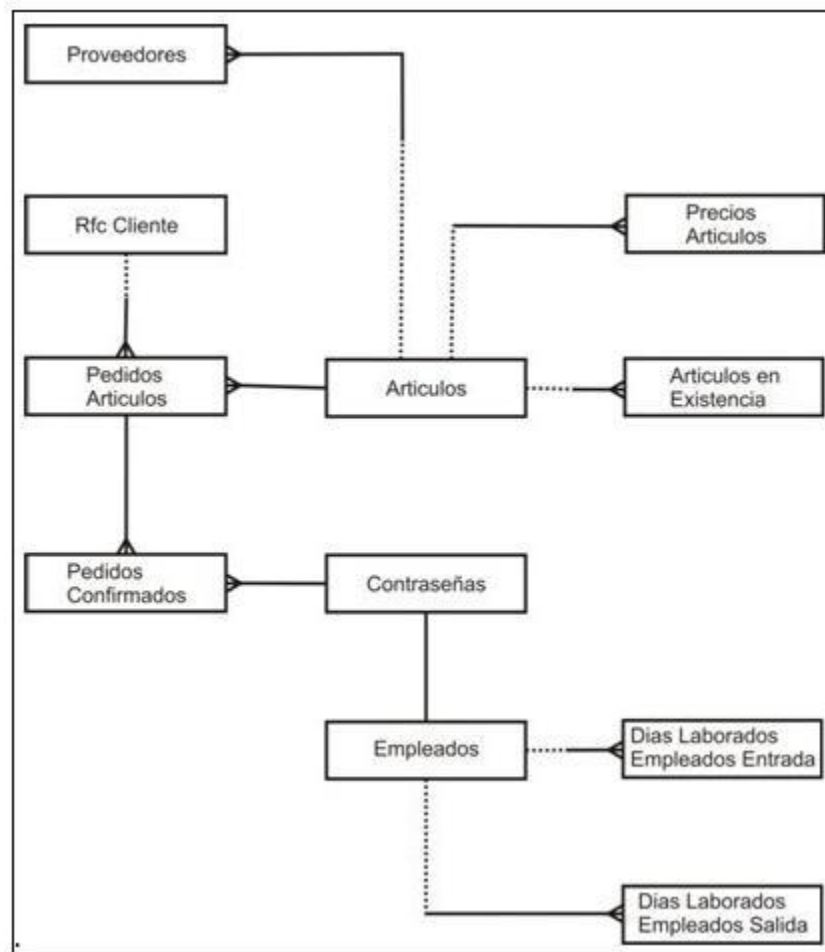 Proveedores
Rfc Cliente
Precios
Articulos
Pedidos
Articulos
Articulos
Articulos en
Existencia
Pedidos
Confirmados
Contraseñas
Empleados
Dias Laborados
Empleados Entrada
Dias Laborados
Empleados Salida